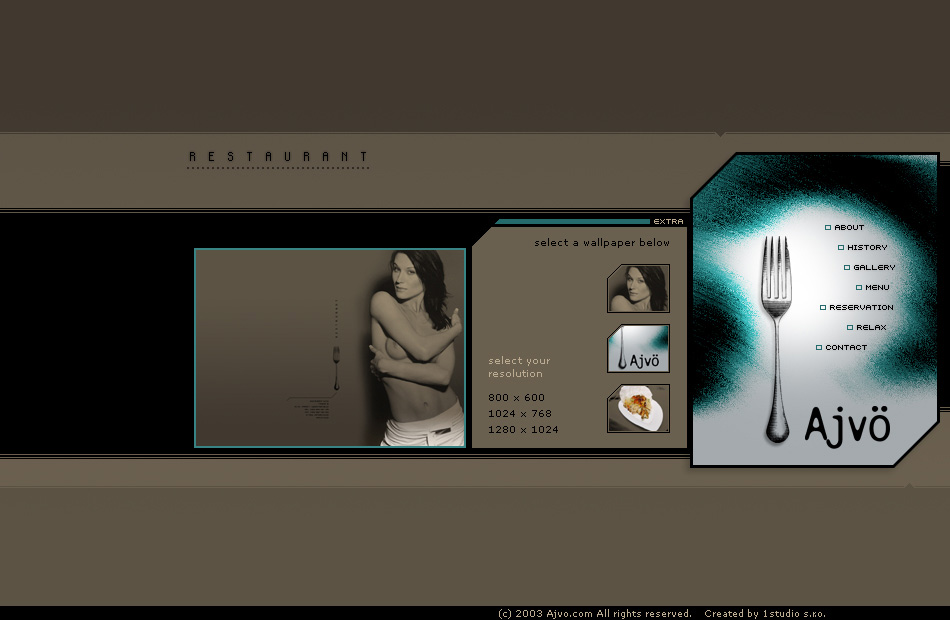 RESTAURANT
EXTRA
select a wallpaper below
ABOUT
HISTORY
GALLERY
MENU
RESERVATION
RELAX
CONTACT
select your
resolution
800 x 600
1024 x 768
1280 x 1024
Ajvö
Ajvö
(c) 2003 Ajvo.com All rights reserved. Created by 1studio s.r.o.